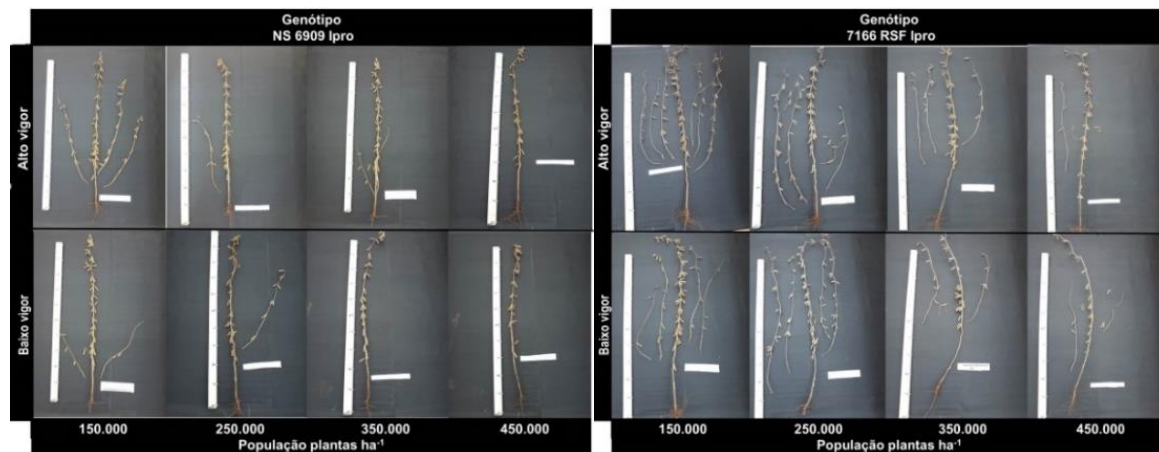 Genótipo
NS 6909 Ipro
Alto vigor
Baixo vigor
150.000 250.000 350.000 450.000
População plantas ha⁻¹
Genótipo
7166 RSF Ipro
Alto vigor
Baixo vigor
150.000 250.000 350.000 450.000
População plantas ha⁻¹